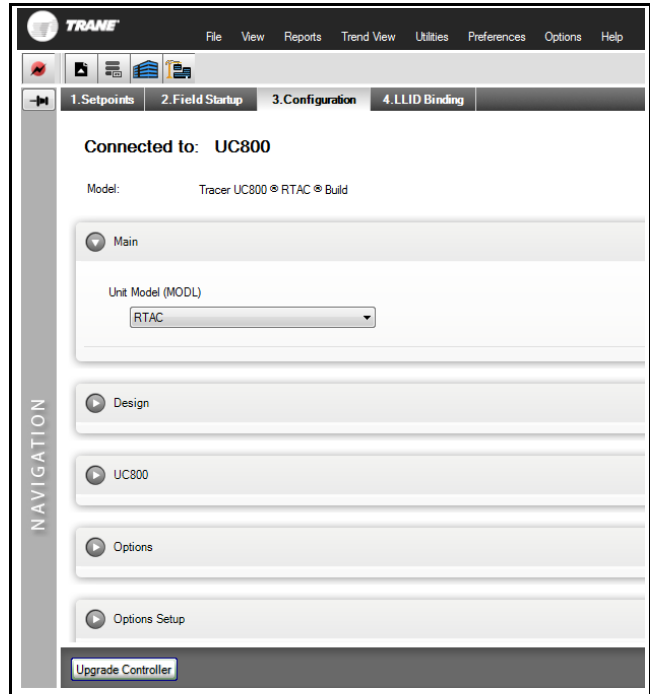 TRANE
File View Reports Trend View Utilities Preferences Options Help
1.Setpoints 2.Field Startup 3.Configuration 4.LLID Binding
Connected to: UC800
Model: Tracer UC800 ® RTAC ® Build
Main
Unit Model (MODL)
RTAC
Design
UC800
Options
Options Setup
NAVIGATION
Upgrade Controller